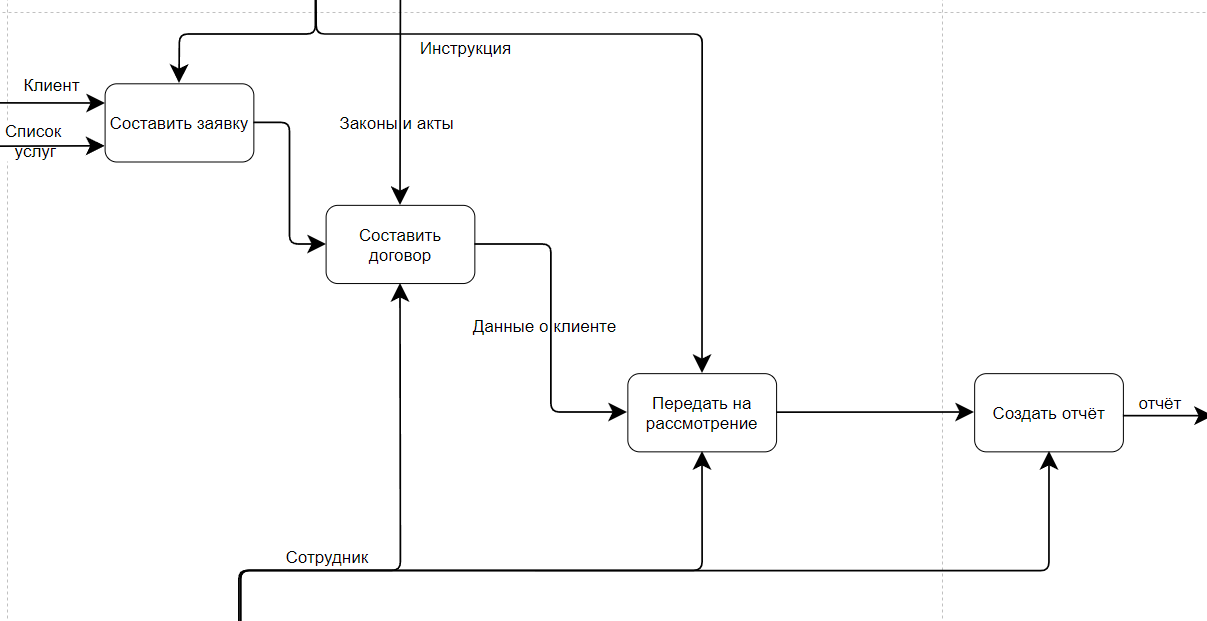 Инструкция
Клиент
Список
услуг
Составить заявку
Законы и акты
Составить
договор
Данные о клиенте
Передать на
рассмотрение
Создать отчёт
отчёт
Сотрудник